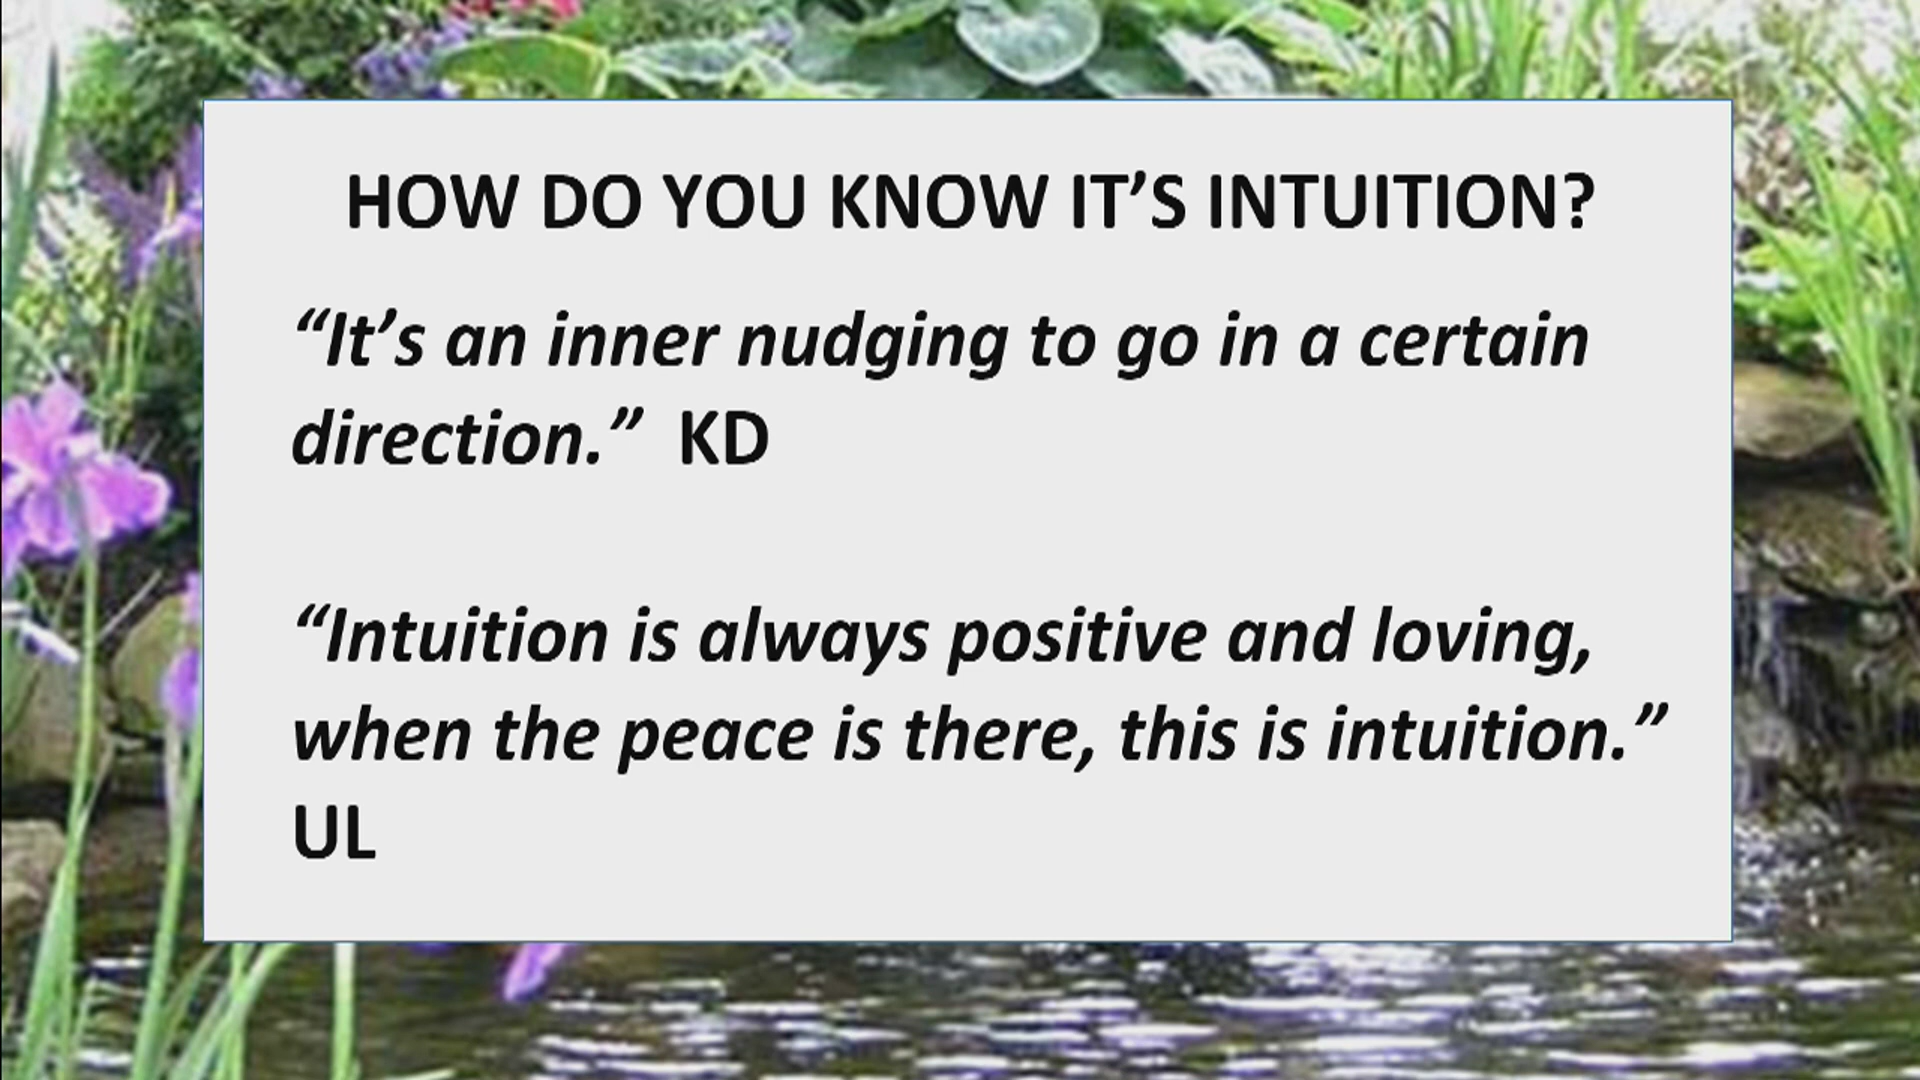 HOW DO YOU KNOW IT’S INTUITION?
“It’s an inner nudging to go in a certain
direction.” KD
“Intuition is always positive and loving,
when the peace is there, this is intuition.”
UL